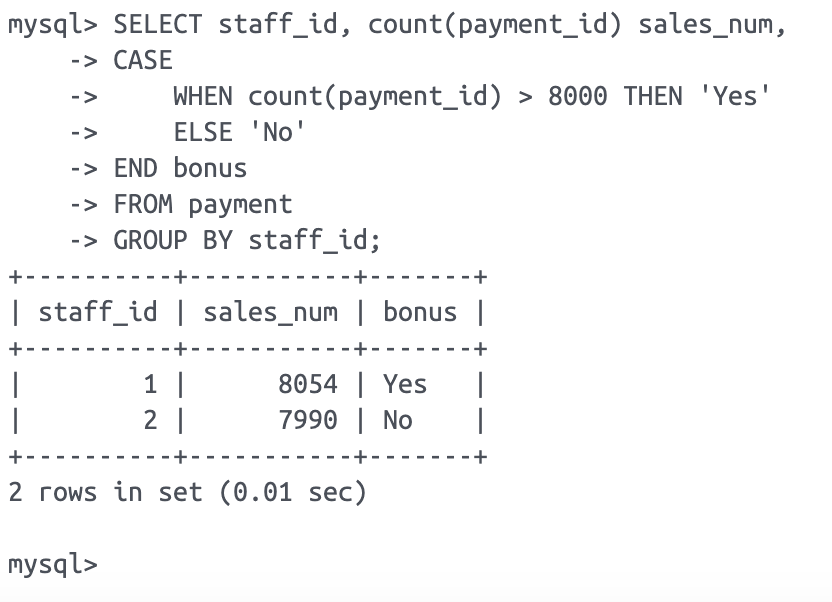 mysql> SELECT staff_id, count(payment_id) sales_num,
    -> CASE
    ->     WHEN count(payment_id) > 8000 THEN 'Yes'
    ->     ELSE 'No'
    -> END bonus
    -> FROM payment
    -> GROUP BY staff_id;
+----------+-----------+-------+
| staff_id | sales_num | bonus |
+----------+-----------+-------+
|        1 |      8054 | Yes   |
|        2 |      7990 | No    |
+----------+-----------+-------+
2 rows in set (0.01 sec)

mysql>